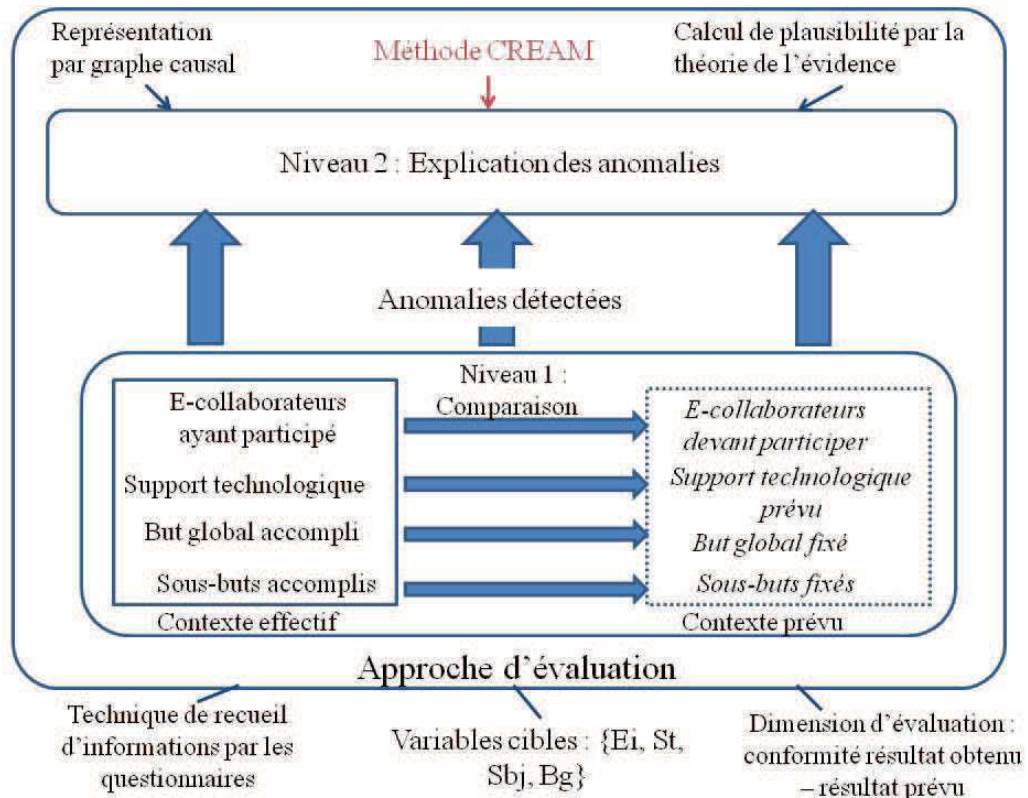 Représentation
par graphe causal
Méthode CREAM
Calcul de plausibilité par la
théorie de l'évidence
Niveau 2 : Explication des anomalies
Anomalies détectées
Niveau 1 :
Comparaison
E-collaborateurs
ayant participé
Support technologique
But global accompli
Sous-buts accomplis
Contexte effectif
E-collaborateurs
devant participer
Support technologique
prévu
But global fixé
Sous-buts fixés
Contexte prévu
Approche d'évaluation
Technique de recueil
d'informations par les
questionnaires
Variables cibles : {Ei, St,
Sbj, Bg}
Dimension d'évaluation :
conformité résultat obtenu
– résultat prévu